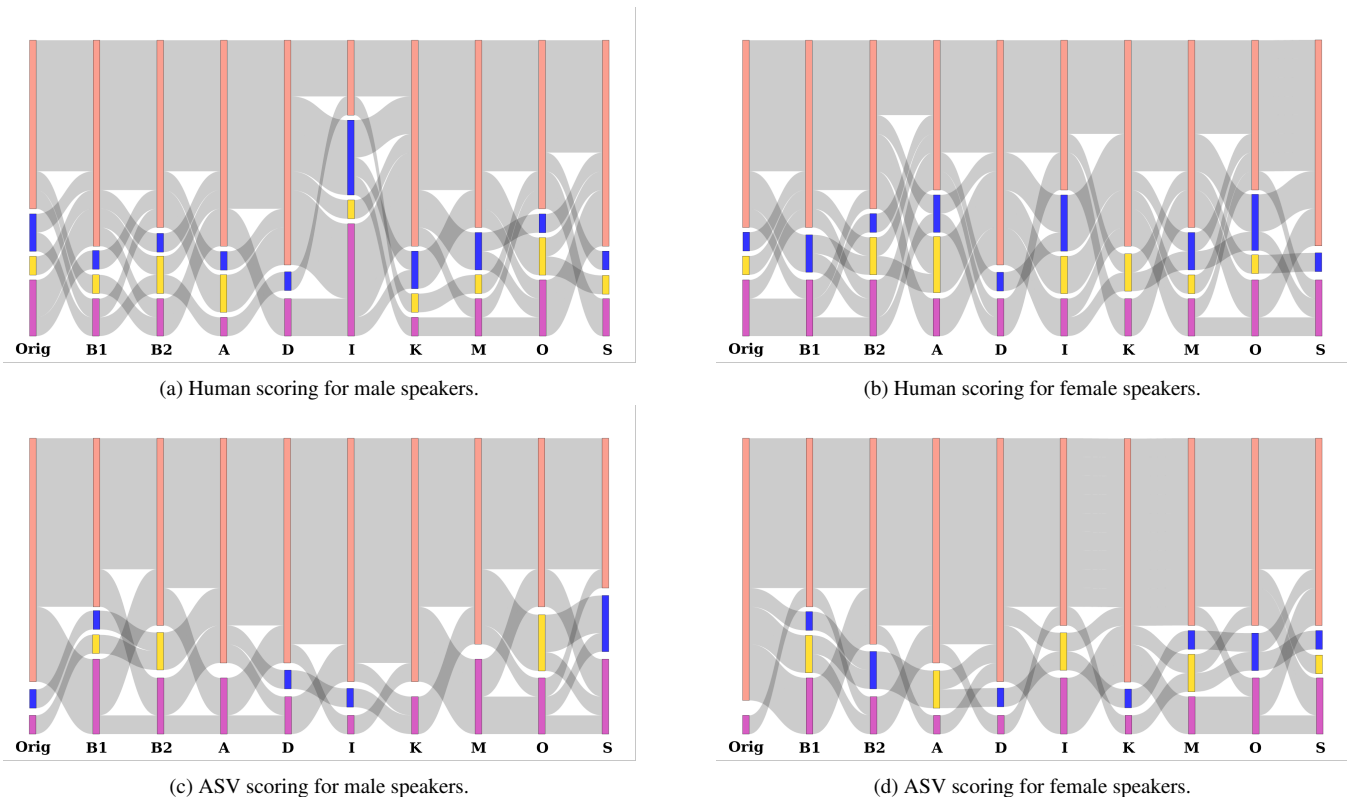 Orig B1 B2 A D I K M O S
Orig B1 B2 A D I K M O S
(a) Human scoring for male speakers.
(b) Human scoring for female speakers.
Orig B1 B2 A D I K M O S
Orig B1 B2 A D I K M O S
(c) ASV scoring for male speakers.
(d) ASV scoring for female speakers.